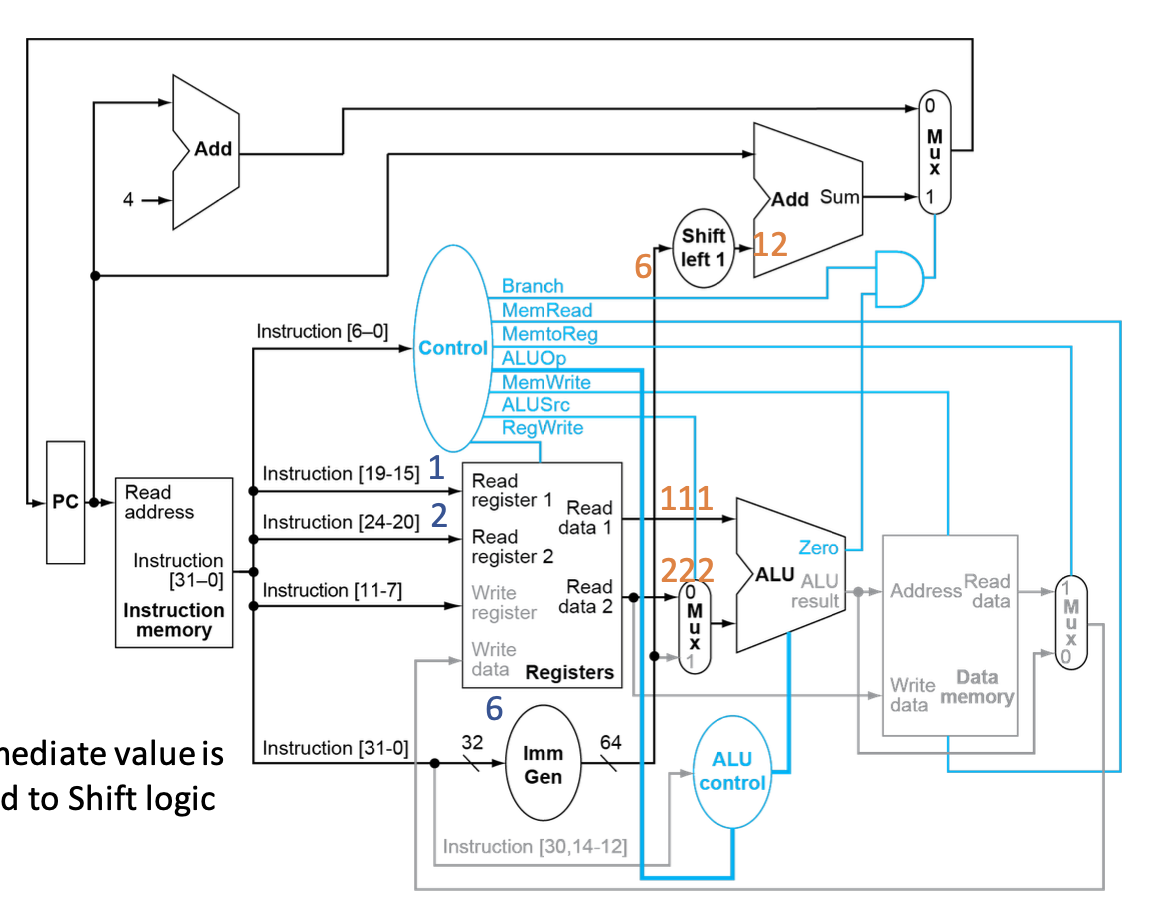 Add
4
0
Mux
1
Add Sum
Shift
left 1
12
6
Branch
MemRead
MemtoReg
ALUOp
MemWrite
ALUSrc
RegWrite
Instruction [6–0]
Control
PC
Read
address
Instruction
[31–0]
Instruction
memory
Instruction [19-15]
1
Instruction [24-20]
2
Instruction [11-7]
Read
register 1
Read
data 1
Read
register 2
Read
data 2
Write
register
Write
data
Registers
111
222
0
Mux
1
Zero
ALU
ALU
result
Address
Read
data
Write
data
Data
memory
1
Mux
0
6
mediate value is
d to Shift logic
Instruction [31-0]
32
Imm
Gen
64
ALU
control
Instruction [30,14-12]